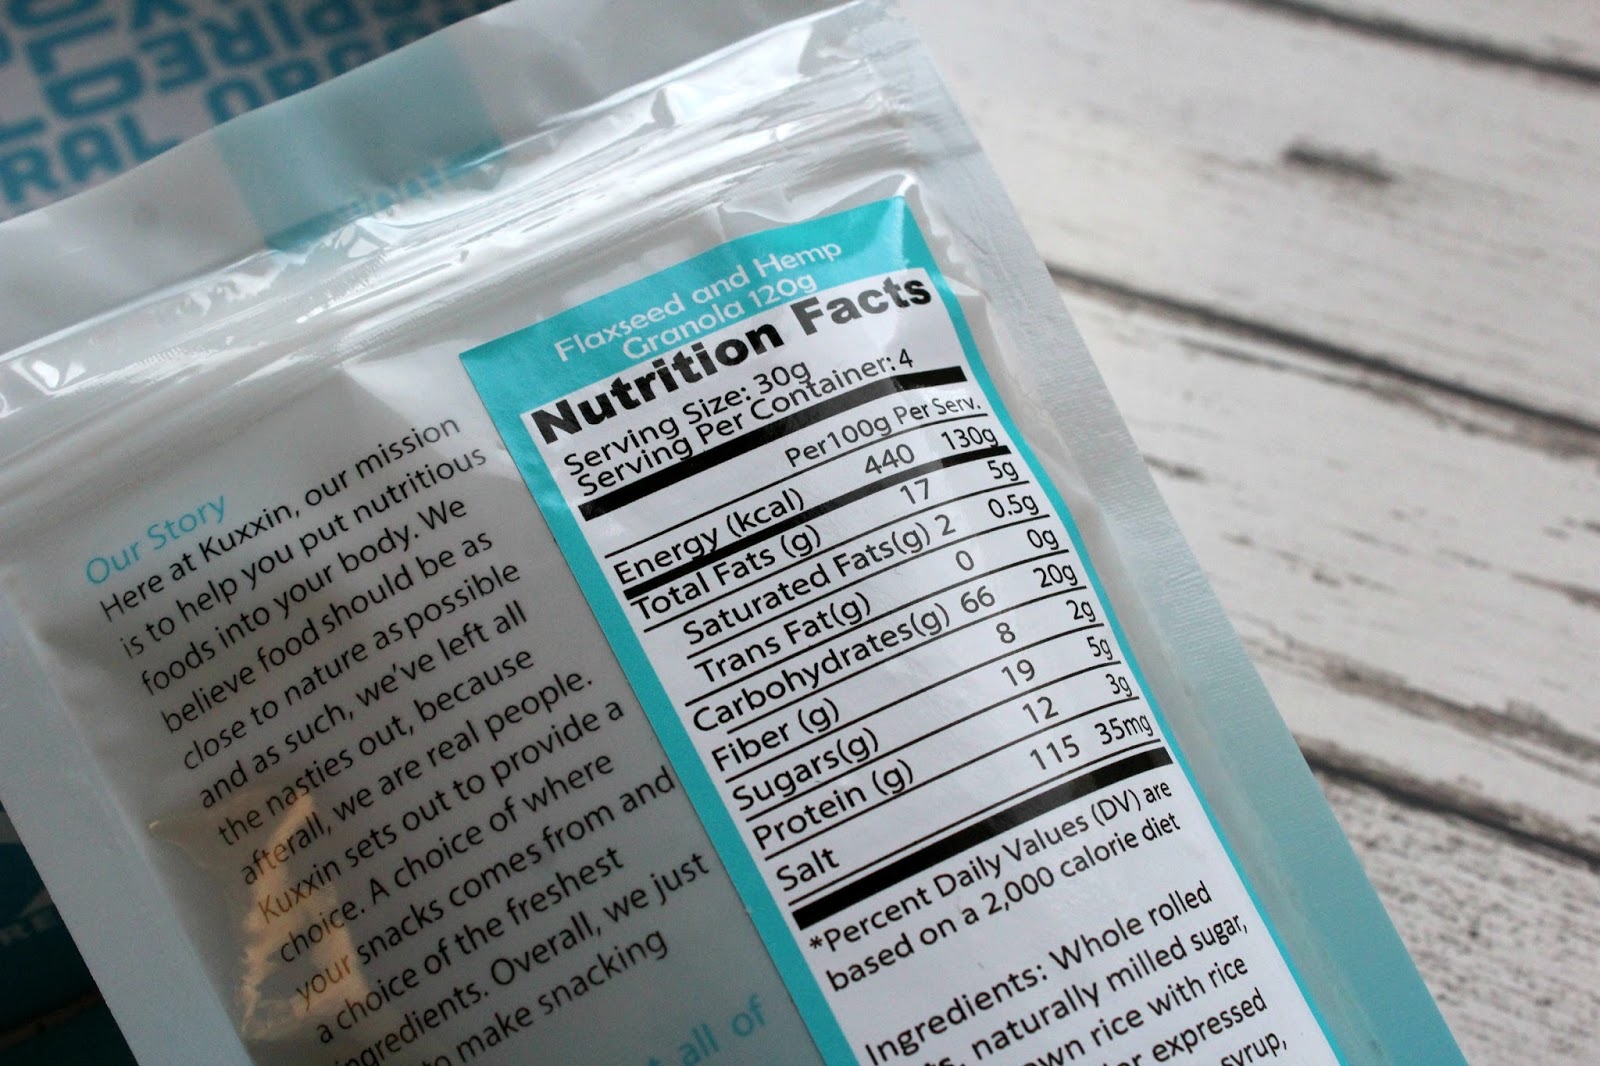 Our Story
Here at Kuxxin, our mission
is to help you put nutritious
foods into your body. We
believe food should be as
close to nature as possible
and as such, we've left all
the nasties out, because
afterall, we are real people.
Kuxxin sets out to provide a
choice. A choice of where
your snacks comes from and
a choice of the freshest
ingredients. Overall, we just
to make snacking
all of
Flaxseed and Hemp
Granola 120g
Nutrition Facts
Serving Size: 30g
Serving Per Container: 4
Per100g Per Serv.
Energy (kcal) 440 130g
Total Fats (g) 17 5g
Saturated Fats(g) 2 0.5g
Trans Fat(g) 0 0g
Carbohydrates(g) 66 20g
Fiber (g) 8 2g
Sugars(g) 19 5g
Protein (g) 12 3g
Salt 115 35mg
*Percent Daily Values (DV) are
based on a 2,000 calorie diet
Ingredients: Whole rolled
naturally milled sugar,
rice with rice
expressed
syrup,